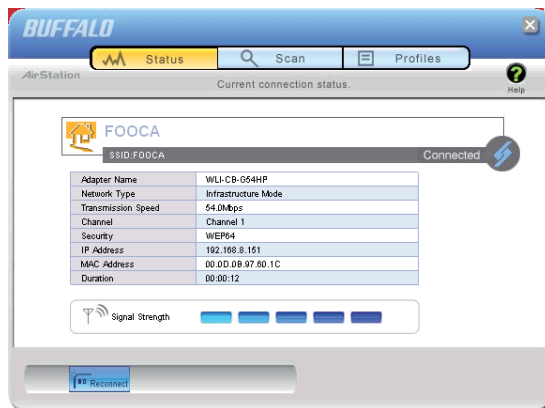 BUFFALO
Status
Scan
Profiles
AirStation
Current connection status.
Help
FOOCA
SSID:FOOCA
Connected
Adapter Name WLI-CB-G54HP
Network Type Infrastructure Mode
Transmission Speed 54.0Mbps
Channel Channel 1
Security WEP64
IP Address 192.168.8.151
MAC Address 00.0D.0B.97.60.1C
Duration 00:00:12
Signal Strength
Reconnect